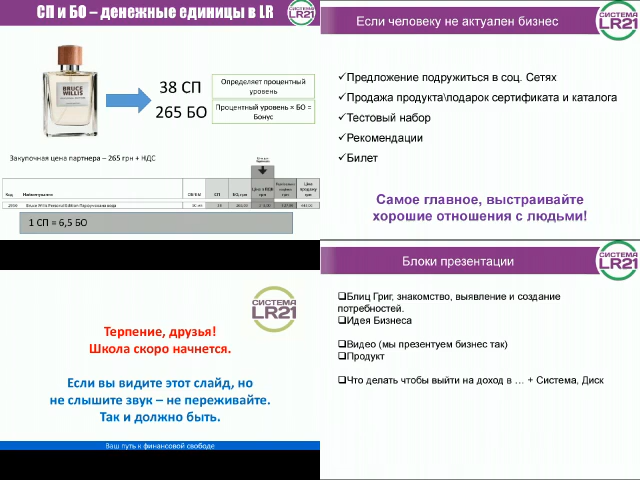 СП и БО – денежные единицы в LR
СИСТЕМА
LR21
BRUCE
WILLIS
38 СП
265 БО
Определяет процентный
уровень
Процентный уровень × БО =
Бонус
Закупочная цена партнера – 265 грн + НДС
Код
Наименование
СП
1 СП = 6,5 БО
Если человеку не актуален бизнес
СИСТЕМА
LR21
Предложение подружиться в соц. Сетях
Продажа продукта\подарок сертификата и каталога
Тестовый набор
Рекомендации
Билет
Самое главное, выстраивайте
хорошие отношения с людьми!
СИСТЕМА
LR21
Терпение, друзья!
Школа скоро начнется.
Если вы видите этот слайд, но
не слышите звук – не переживайте.
Так и должно быть.
Ваш путь к финансовой свободе
Блоки презентации
СИСТЕМА
LR21
Блиц Григ, знакомство, выявление и создание
потребностей.
Идея Бизнеса
Видео (мы презентуем бизнес так)
Продукт
Что делать чтобы выйти на доход в … + Система, Диск